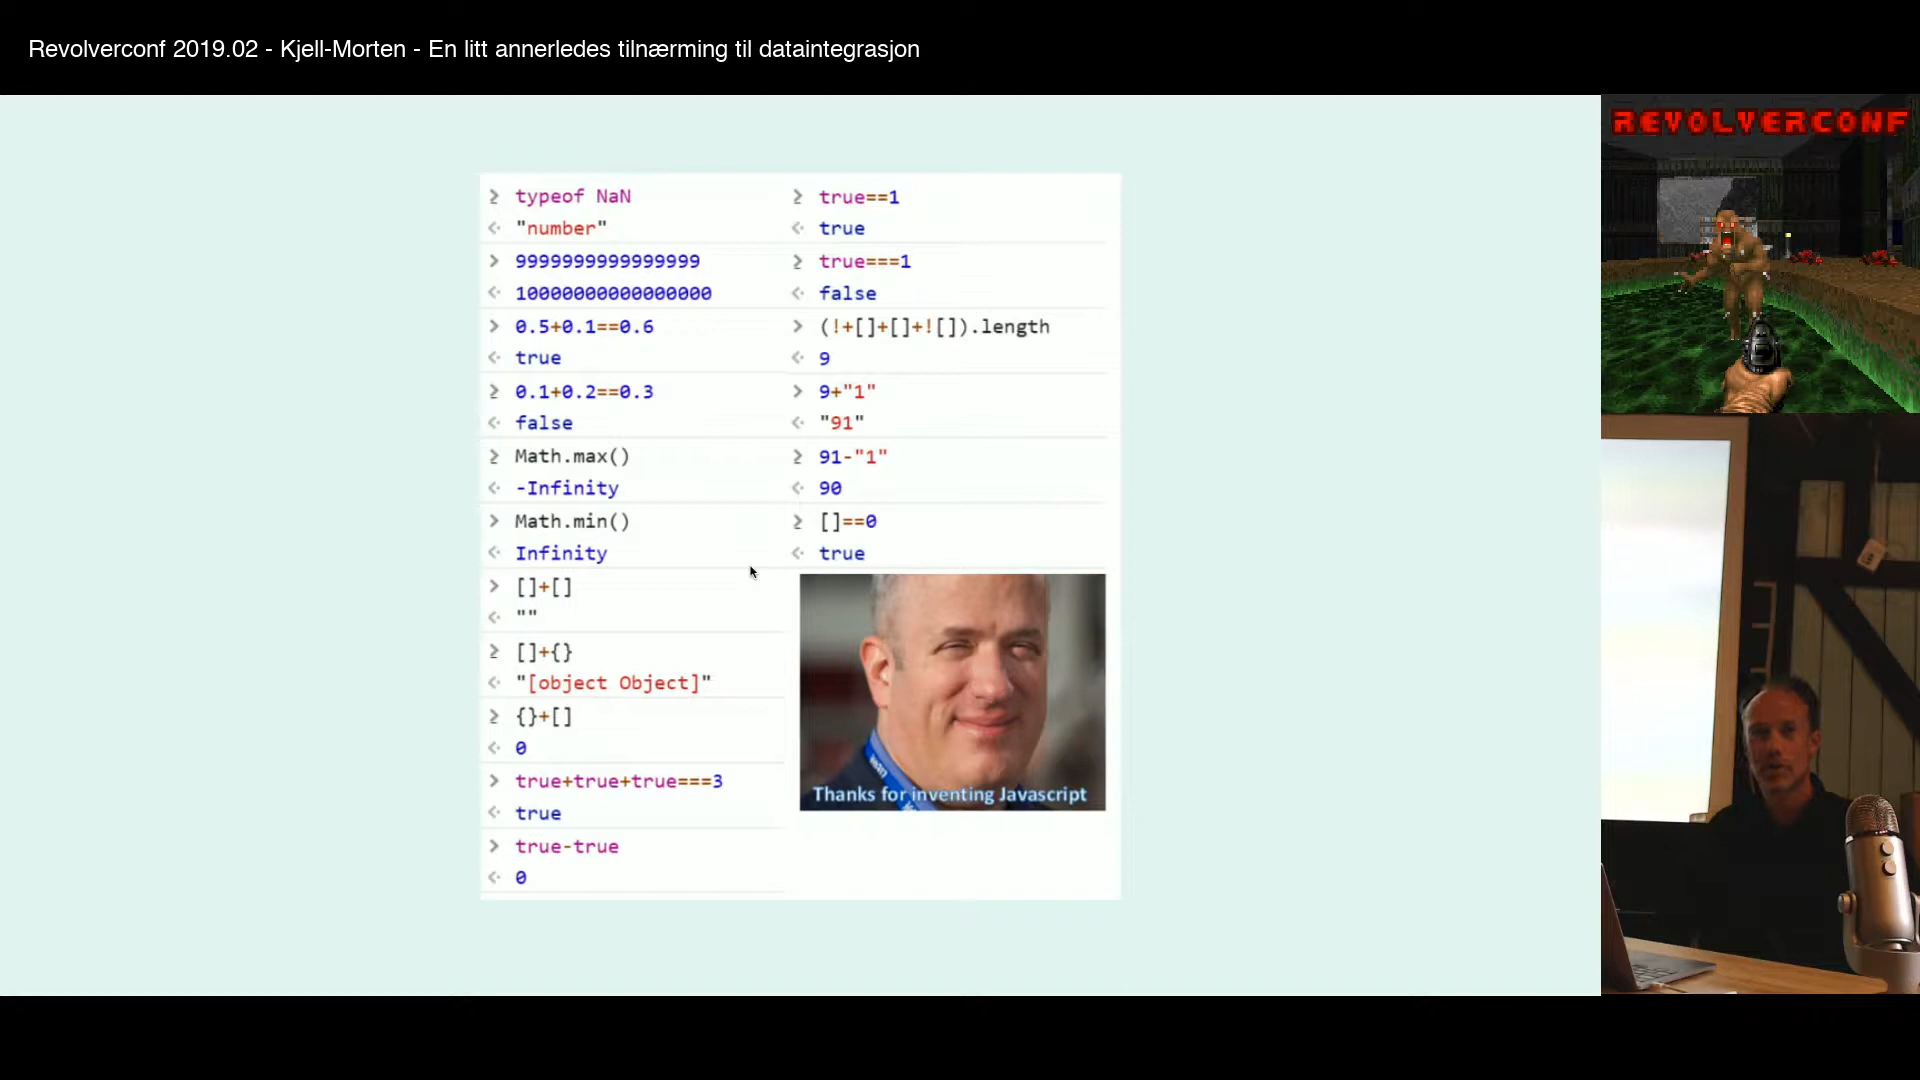 Revolverconf 2019.02 - Kjell-Morten - En litt annerledes tilnærming til dataintegrasjon
REVOLVERCONF
> typeof NaN
<· "number"
> 9999999999999999
<· 10000000000000000
> 0.5+0.1==0.6
<· true
> 0.1+0.2==0.3
<· false
> Math.max()
<· -Infinity
> Math.min()
<· Infinity
> []+[]
<· ""
> []+{}
<· "[object Object]"
> {}+[]
<· 0
> true+true+true===3
<· true
> true-true
<· 0
> true==1
<· true
> true===1
<· false
> (!+[]+[]+![]).length
<· 9
> 9+"1"
<· "91"
> 91-"1"
<· 90
> []==0
<· true
Thanks for inventing Javascript